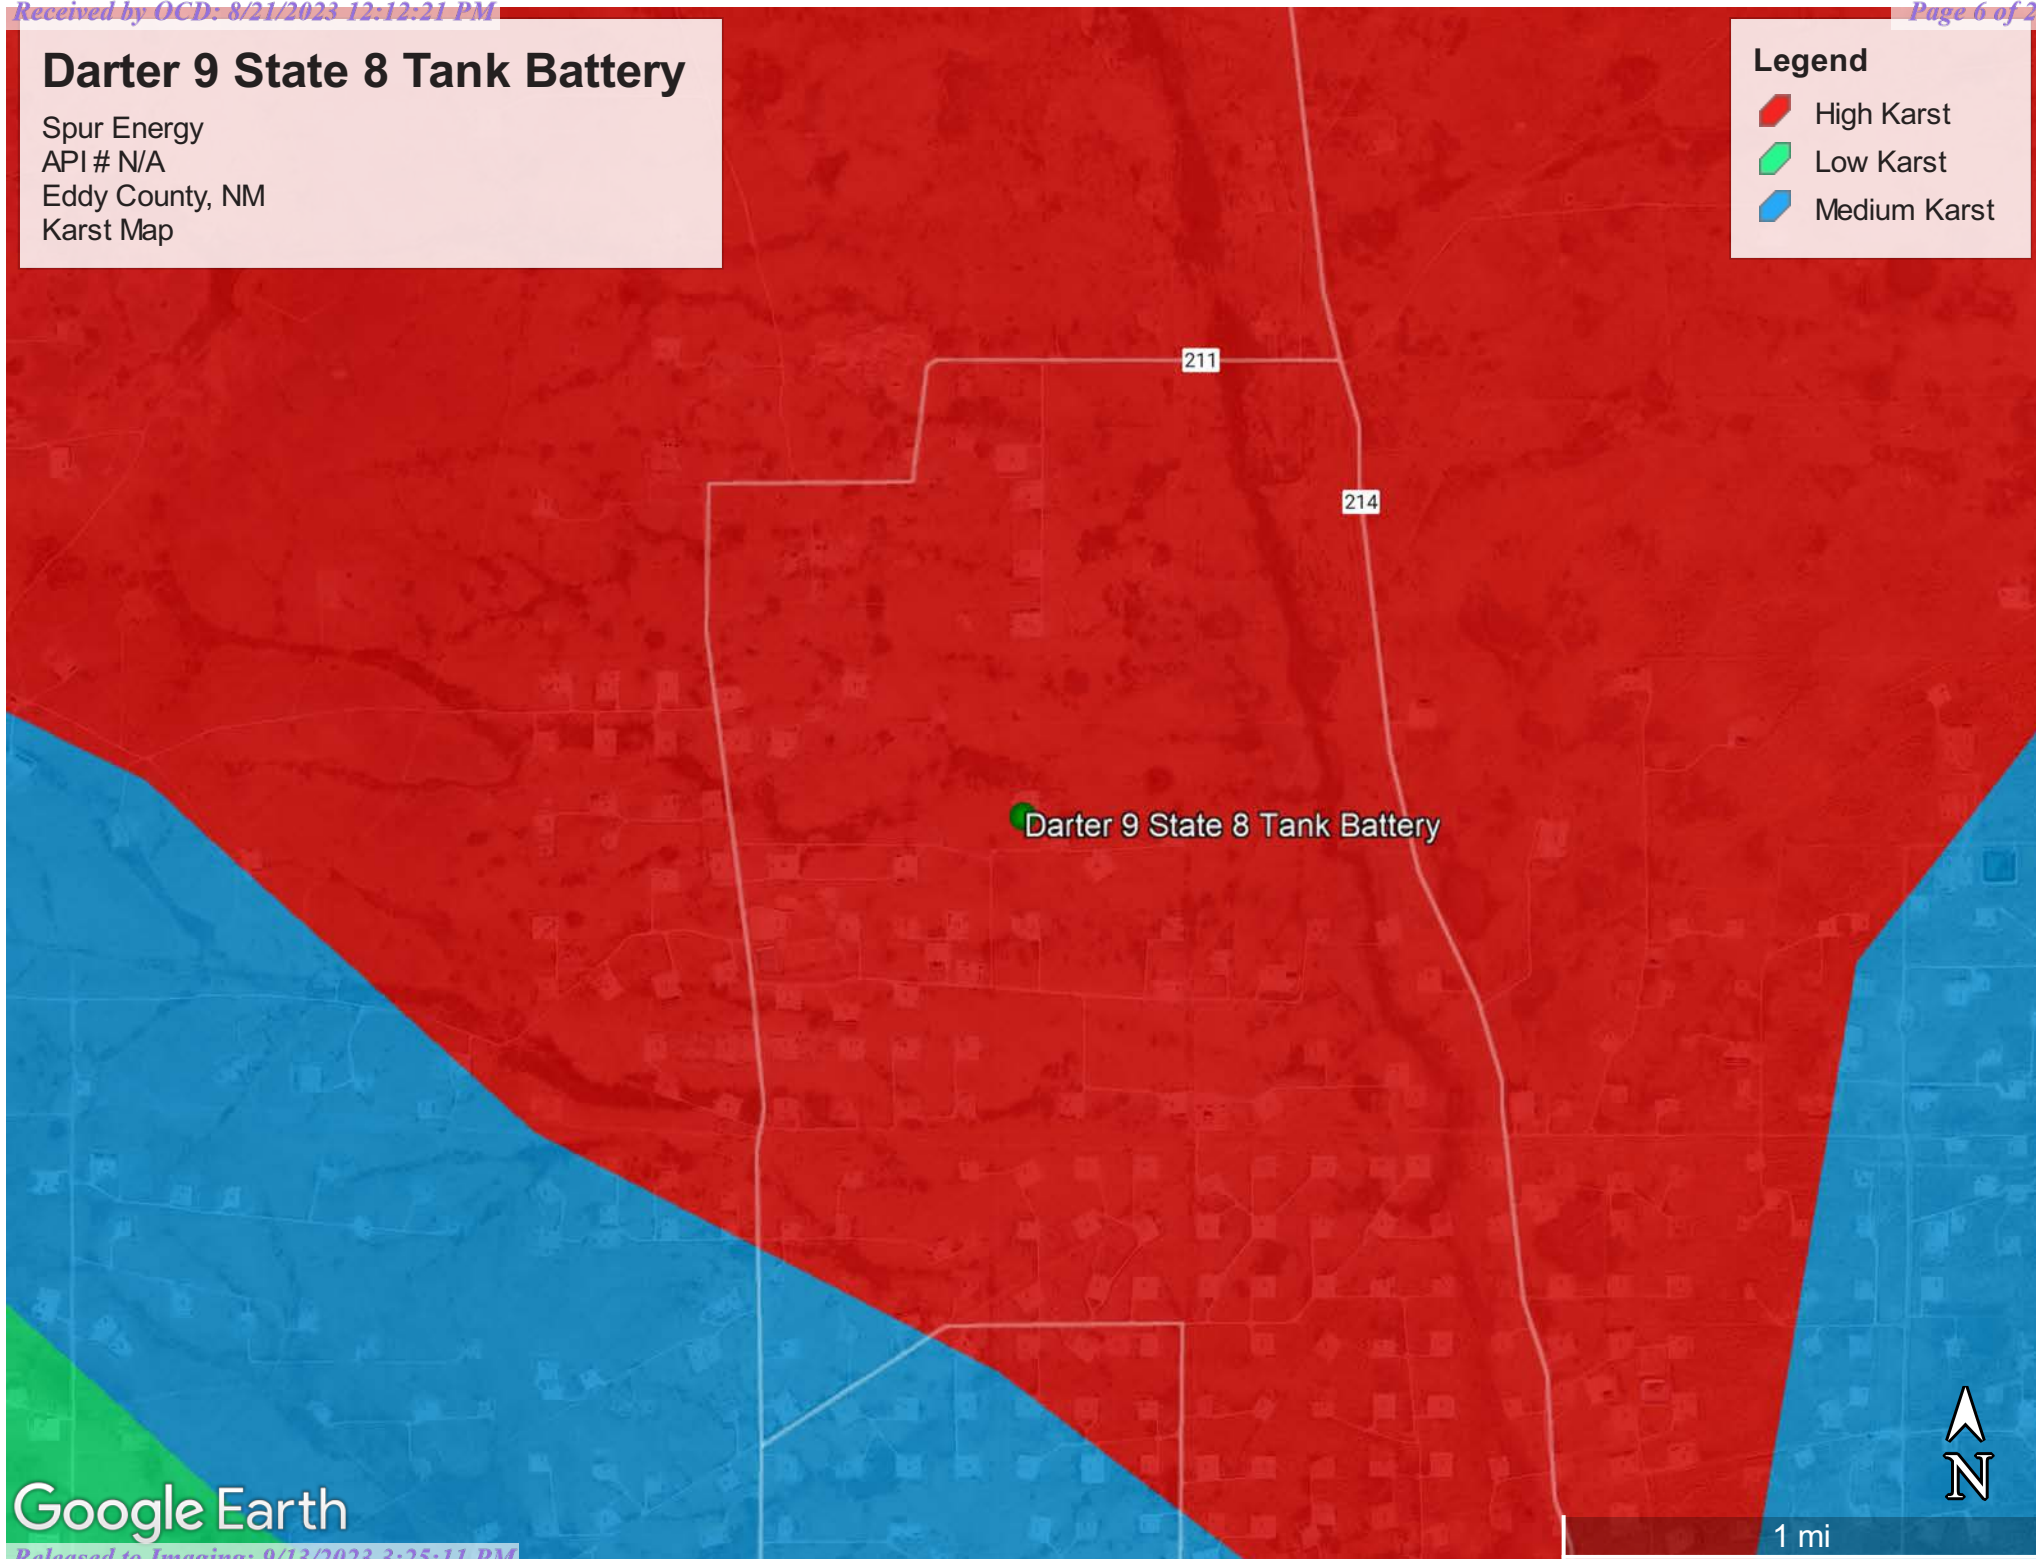 Received by OCD: 8/21/2023 12:12:21 PM
Page 6 of 2
Darter 9 State 8 Tank Battery
Spur Energy
API # N/A
Eddy County, NM
Karst Map
Legend
High Karst
Low Karst
Medium Karst
211
214
Darter 9 State 8 Tank Battery
N
Google Earth
1 mi
Released to Imaging: 9/13/2023 3:25:11 PM